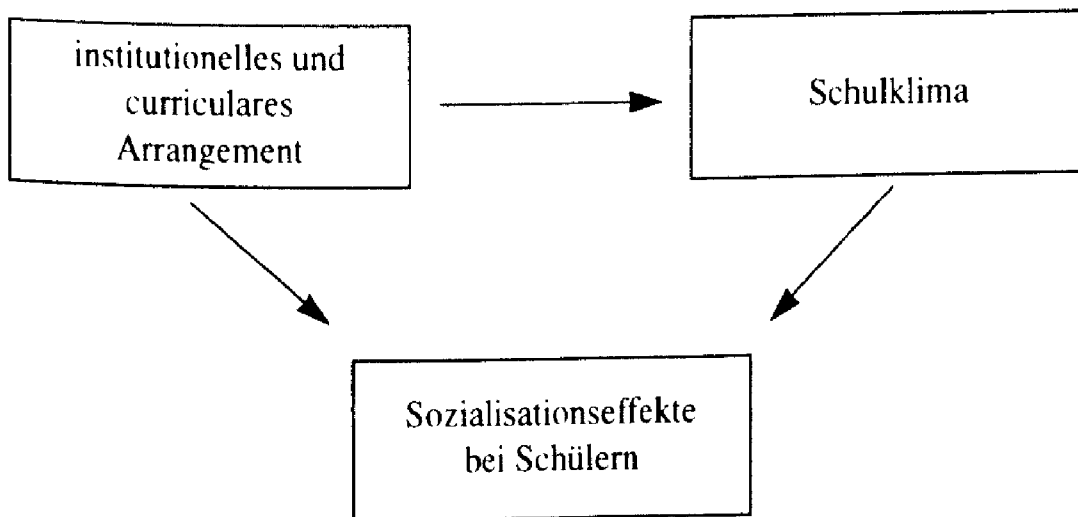 institutionelles und
curriculares
Arrangement
Schulklima
Sozialisationseffekte
bei Schülern